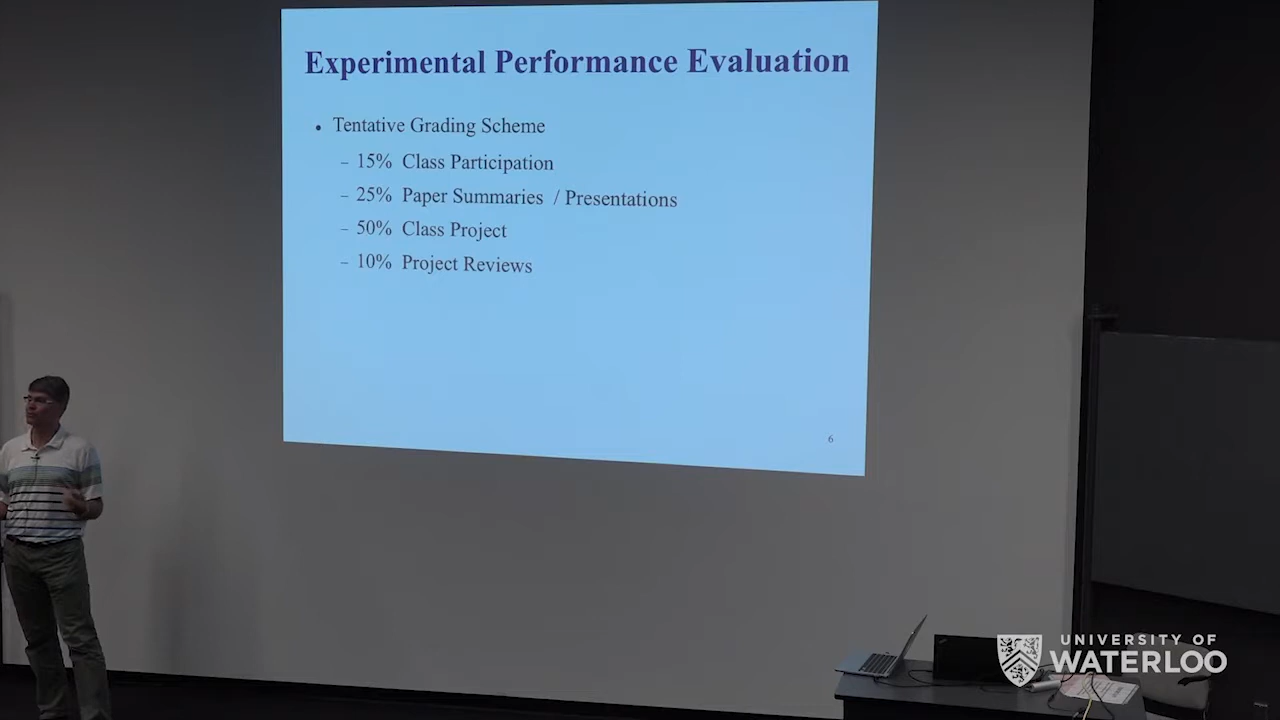 Experimental Performance Evaluation
• Tentative Grading Scheme
– 15% Class Participation
– 25% Paper Summaries / Presentations
– 50% Class Project
– 10% Project Reviews
6
UNIVERSITY OF
WATERLOO